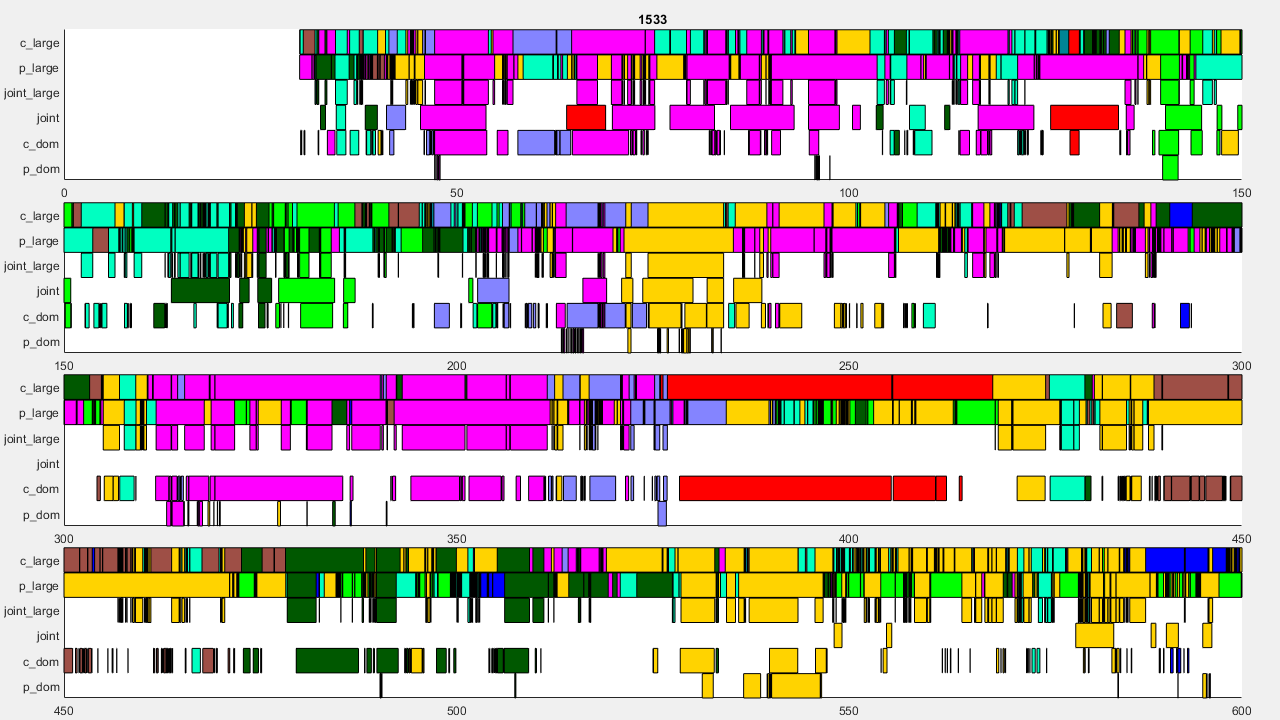 1533
c_large
p_large
joint_large
joint
c_dom
p_dom
0 50 100 150
c_large
p_large
joint_large
joint
c_dom
p_dom
150 200 250 300
c_large
p_large
joint_large
joint
c_dom
p_dom
300 350 400 450
c_large
p_large
joint_large
joint
c_dom
p_dom
450 500 550 600